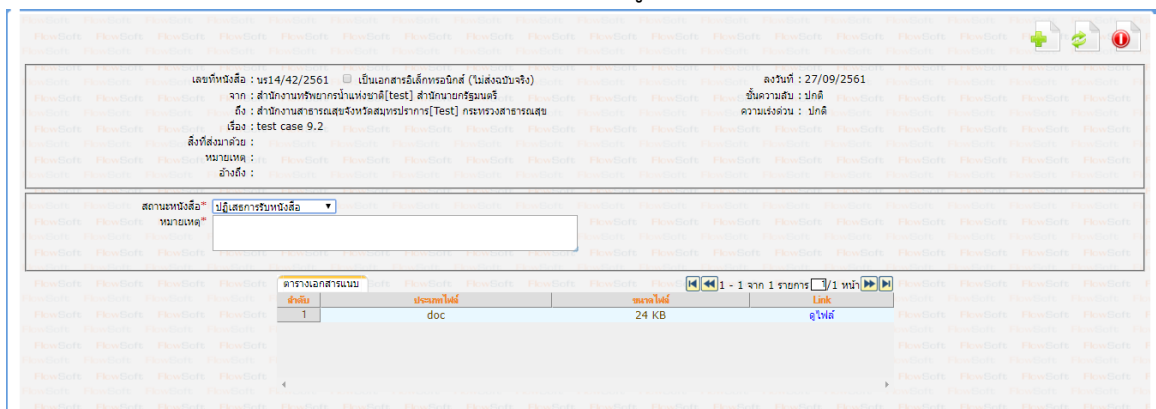 เลขที่หนังสือ : นร14/42/2561 เป็นเอกสารอิเล็กทรอนิกส์ (ไม่ส่งฉบับจริง) ลงวันที่ : 27/09/2561
จาก : สำนักงานทรัพยากรน้ำแห่งชาติ[test] สำนักนายกรัฐมนตรี ชั้นความลับ : ปกติ
ถึง : สำนักงานสาธารณสุขจังหวัดสมุทรปราการ[Test] กระทรวงสาธารณสุข ความเร่งด่วน : ปกติ
เรื่อง : test case 9.2
สิ่งที่ส่งมาด้วย :
หมายเหตุ :
อ้างถึง :
สถานะหนังสือ* ปฏิเสธการรับหนังสือ
หมายเหตุ*
ตารางเอกสารแนบ 1 - 1 จาก 1 รายการ 1/1 หน้า
ลำดับ ประเภทไฟล์ ขนาดไฟล์ Link
1 doc 24 KB ดูไฟล์